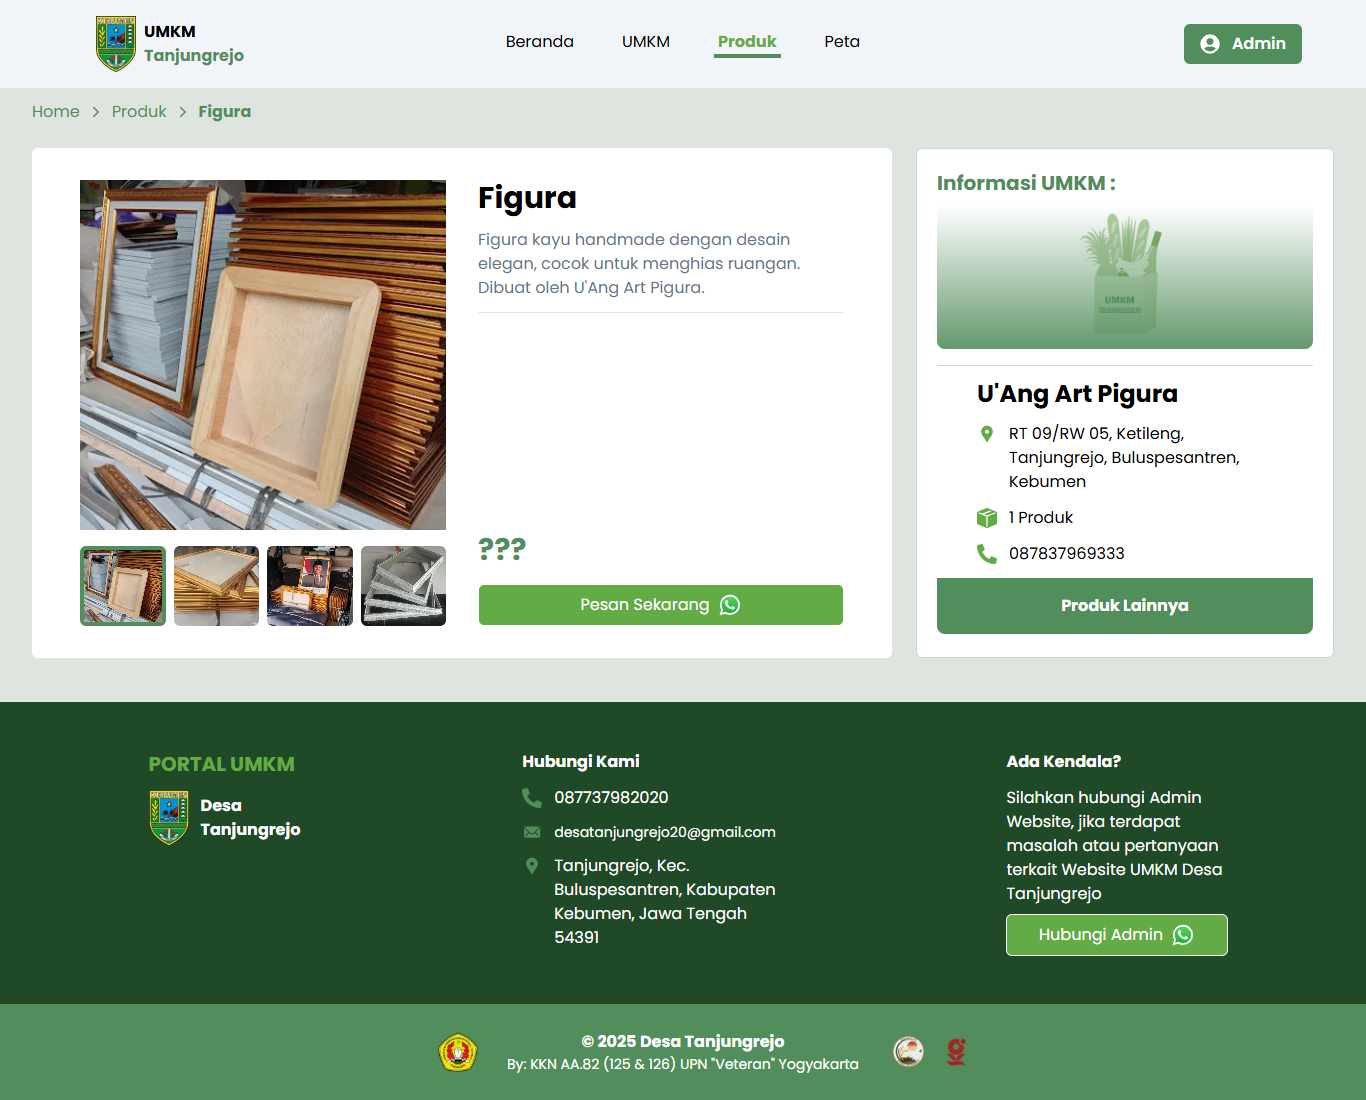 UMKM
Tanjungrejo
Beranda
UMKM
Produk
Peta
Admin
Home
Produk
Figura
Figura
Figura kayu handmade dengan desain
elegan, cocok untuk menghias ruangan.
Dibuat oleh U'Ang Art Pigura.
???
Pesan Sekarang
Informasi UMKM :
UMKM
TANJUNGREJO
U'Ang Art Pigura
RT 09/RW 05, Ketileng,
Tanjungrejo, Buluspesantren,
Kebumen
1 Produk
087837969333
Produk Lainnya
PORTAL UMKM
Desa
Tanjungrejo
Hubungi Kami
087737982020
desatanjungrejo20@gmail.com
Tanjungrejo, Kec.
Buluspesantren, Kabupaten
Kebumen, Jawa Tengah
54391
Ada Kendala?
Silahkan hubungi Admin
Website, jika terdapat
masalah atau pertanyaan
terkait Website UMKM Desa
Tanjungrejo
Hubungi Admin
© 2025 Desa Tanjungrejo
By: KKN AA.82 (125 & 126) UPN "Veteran" Yogyakarta